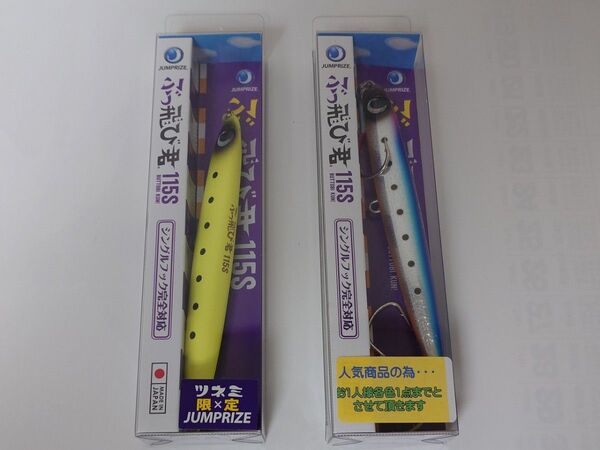 JUMPRIZE
ぶっ飛び君
115S
BUTTOBI KUN!
シングルフック完全対応
MADE IN
JAPAN
ぶっ飛び君 115S
ツネミ
限×定
JUMPRIZE
JUMPRIZE
ぶっ飛び君
115S
BUTTOBI KUN!
シングルフック完全対応
115S
人気商品の為・・・
お1人様各色1点までと
させて頂きます